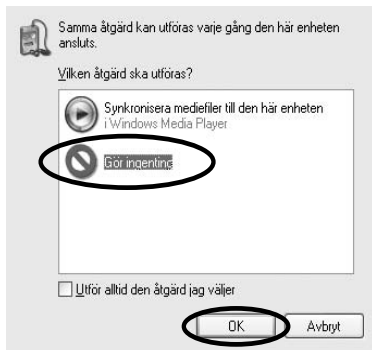 Samma åtgärd kan utföras varje gång den här enheten
ansluts.
Vilken åtgärd ska utföras?
Synkronisera mediefiler till den här enheten
i Windows Media Player
Gör ingenting
Utför alltid den åtgärd jag väljer
OK
Avbryt